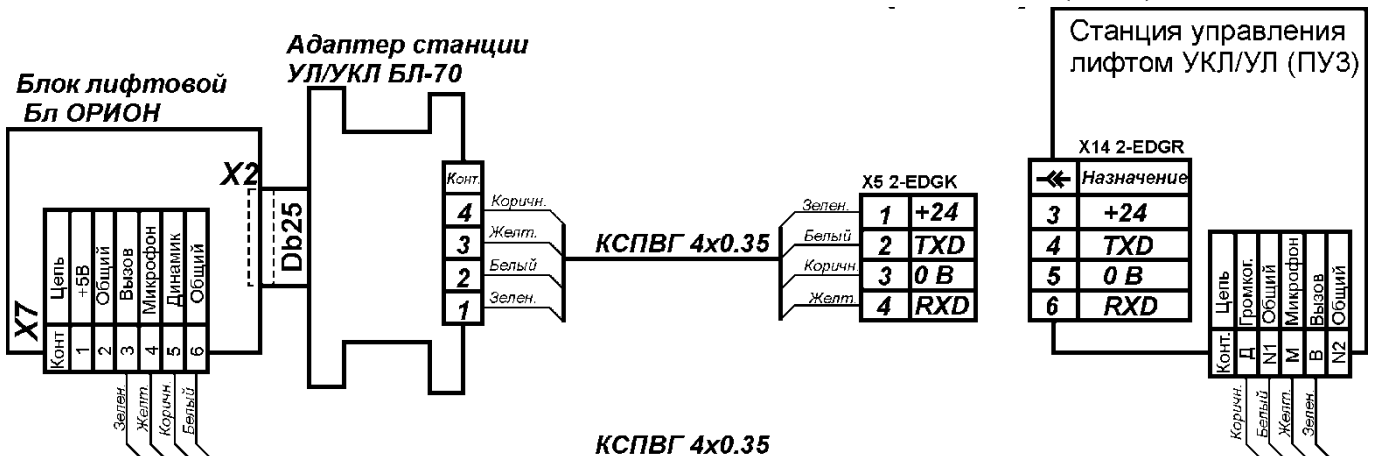 Адаптер станции
УЛ/УКЛ БЛ-70
Блок лифтовой
Бл ОРИОН
X2
Db25
X7
Конт Цепь
1 +5В
2 Общий
3 Вызов
4 Микрофон
5 Динамик
6 Общий
Зелен.
Желт.
Коричн.
Белый
Конт.
4 Коричн.
3 Желт.
2 Белый
1 Зелен.
КСПВГ 4х0.35
X5 2-EDGK
Зелен. 1 +24
Белый 2 TXD
Коричн. 3 0 В
Желт. 4 RXD
Станция управления
лифтом УКЛ/УЛ (ПУ3)
X14 2-EDGR
Назначение
3 +24
4 TXD
5 0 В
6 RXD
Конт. Цепь
Д Громког.
N1 Общий
М Микрофон
В Вызов
N2 Общий
Коричн.
Белый
Желт.
Зелен.
КСПВГ 4х0.35